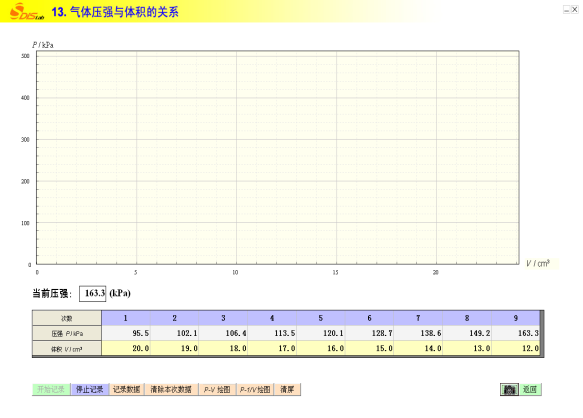 DISLab 13. 气体压强与体积的关系
P / kPa
500
400
300
200
100
0
0 5 10 15 20 V / cm³
当前压强: 163.3 (kPa)
次数 1 2 3 4 5 6 7 8 9
压强 P / kPa 95.5 102.1 106.4 113.5 120.1 128.7 138.6 149.2 163.3
体积 V / cm³ 20.0 19.0 18.0 17.0 16.0 15.0 14.0 13.0 12.0
开始记录 停止记录 记录数据 清除本次数据 P-V 绘图 P-1/V 绘图 清屏 返回